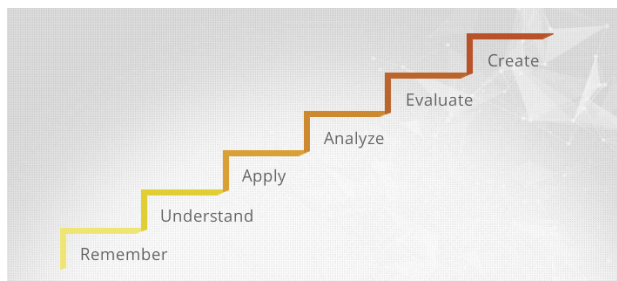 Create
Evaluate
Analyze
Apply
Understand
Remember